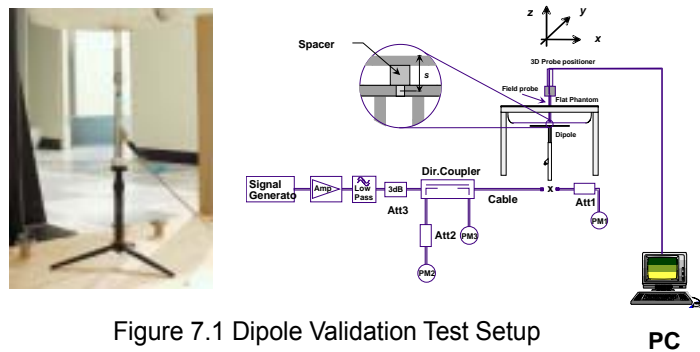 z
y
x
3D Probe positioner
Spacer
s
Field probe
Flat Phantom
Dipole
Dir.Coupler
Signal
Generato
Amp
Low
Pass
3dB
Cable
x
Att1
Att3
PM1
Att2
PM3
PM2
Figure 7.1 Dipole Validation Test Setup
PC